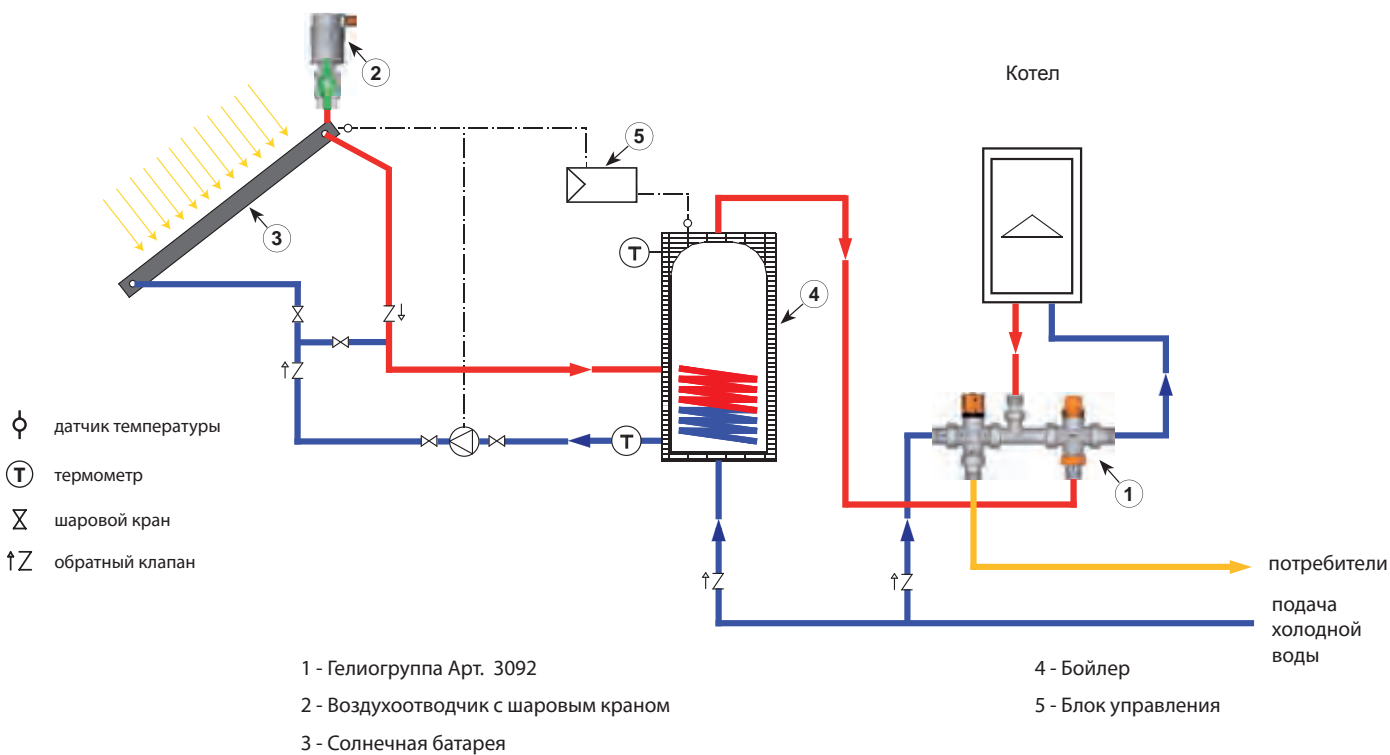 2
Котел
5
3
T
4
датчик температуры
T
термометр
T
1
шаровой кран
обратный клапан
потребители
подача
холодной
воды
1 - Гелиогруппа Арт. 3092
2 - Воздухоотводчик с шаровым краном
3 - Солнечная батарея
4 - Бойлер
5 - Блок управления